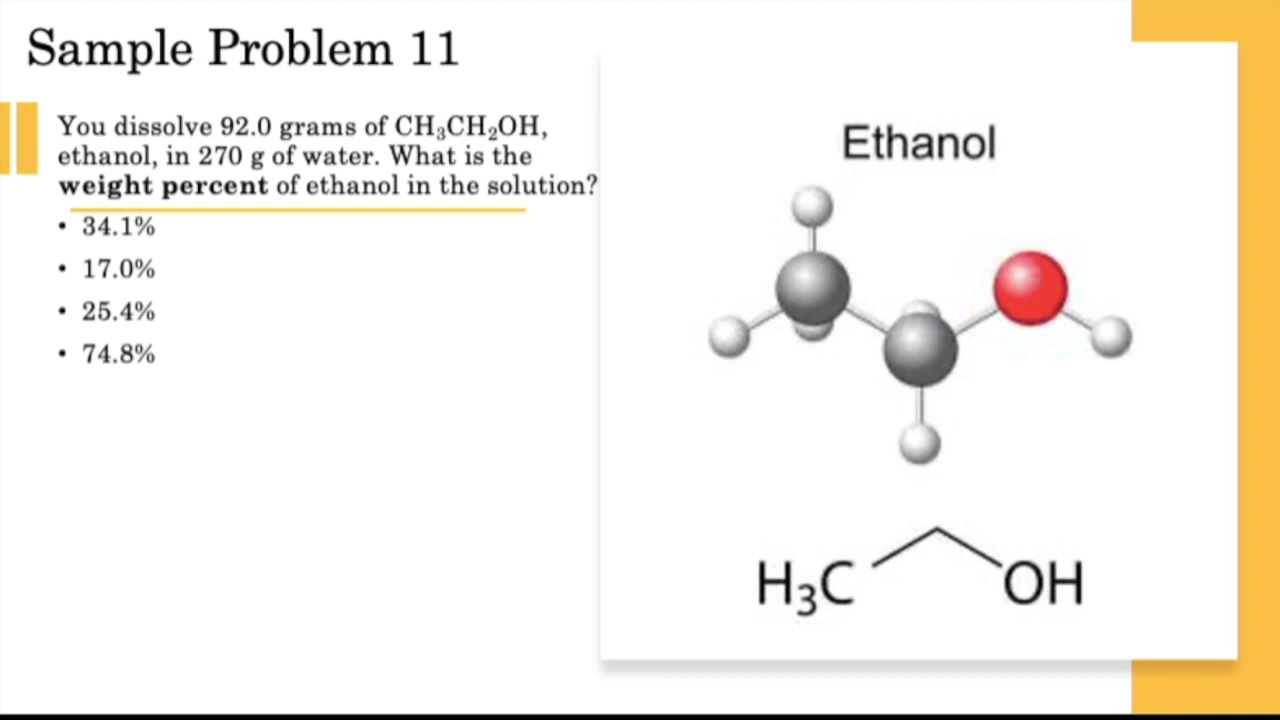 Sample Problem 11
You dissolve 92.0 grams of CH₃CH₂OH,
ethanol, in 270 g of water. What is the
weight percent of ethanol in the solution?
• 34.1%
• 17.0%
• 25.4%
• 74.8%
Ethanol
H₃C OH